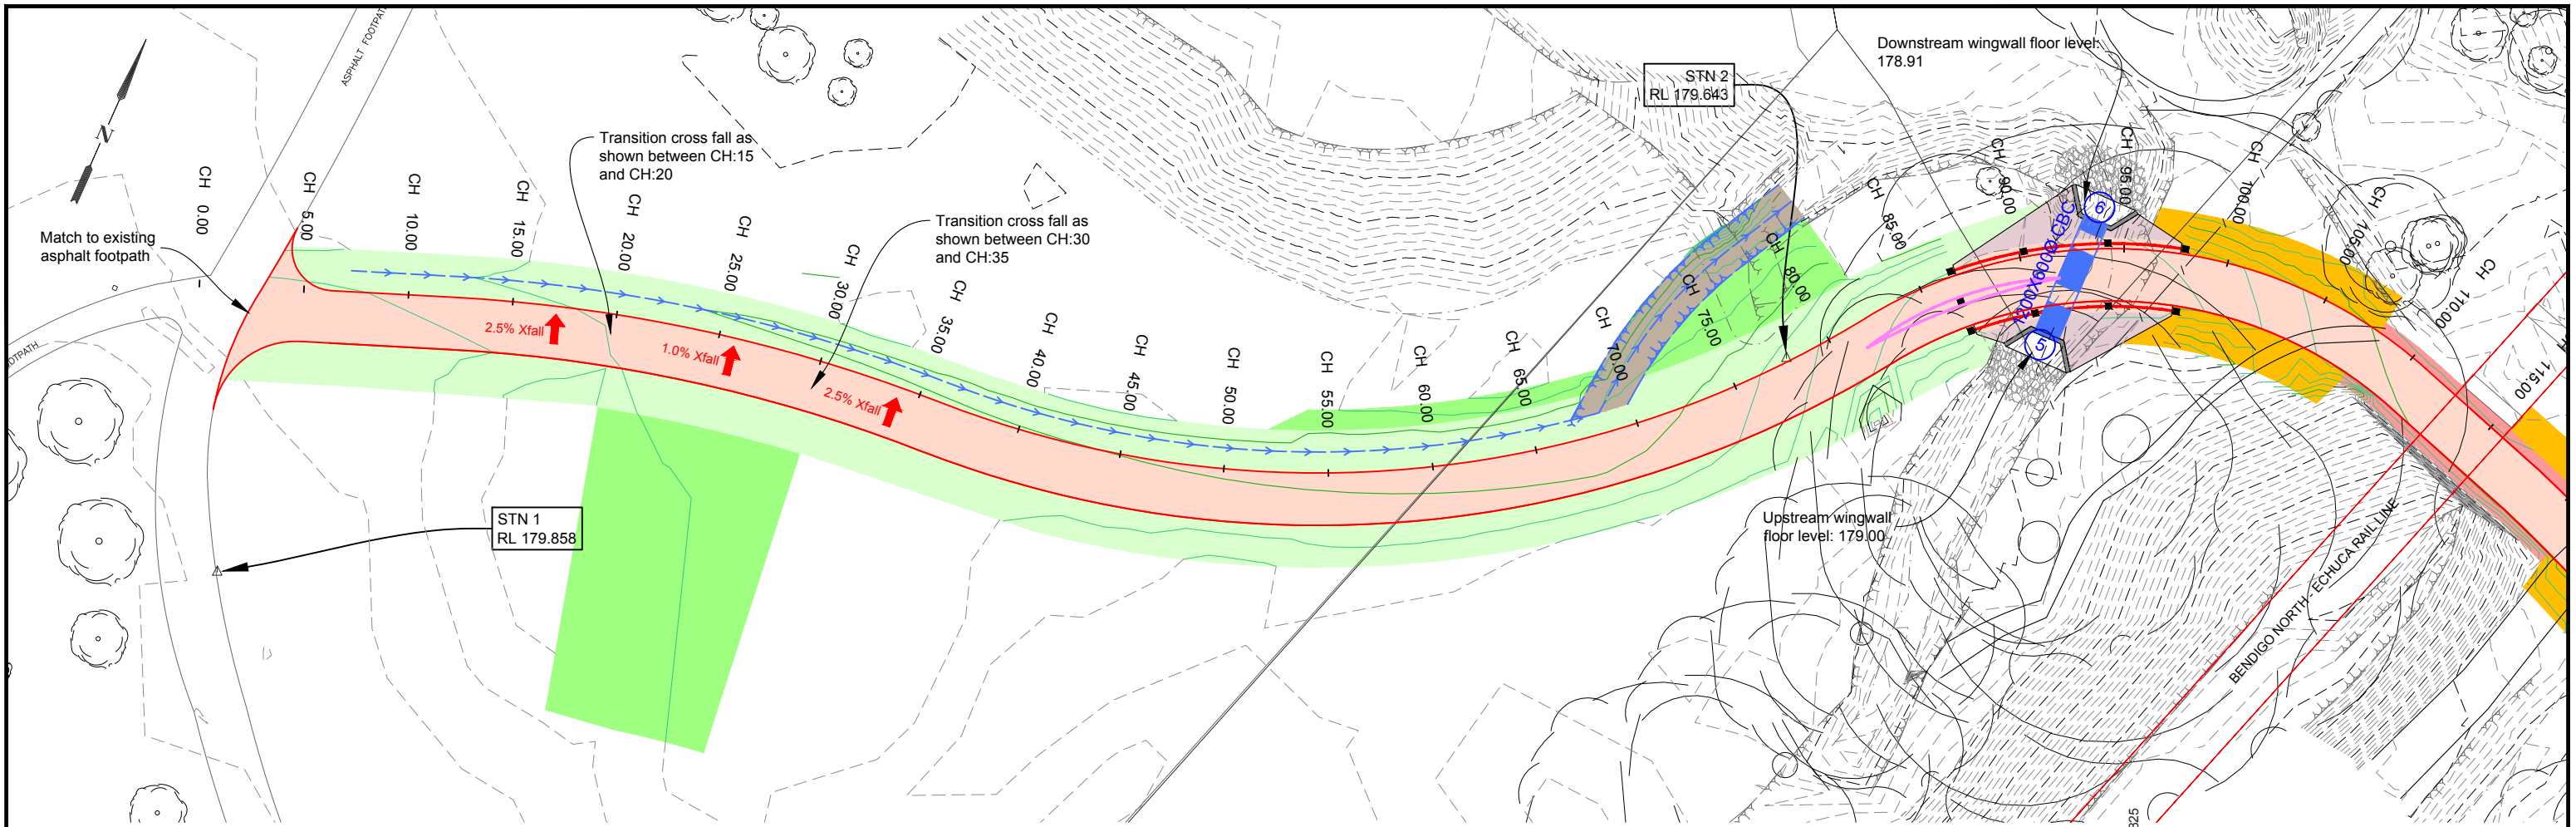 ASPHALT FOOTPATH
Downstream wingwall floor level:
178.91
STN 2
RL 179.643
Transition cross fall as
shown between CH:15
and CH:20
Transition cross fall as
shown between CH:30
and CH:35
Match to existing
asphalt footpath
N
CH 0.00
CH 5.00
CH 10.00
CH 15.00
CH 20.00
CH 25.00
CH 30.00
CH 35.00
CH 40.00
CH 45.00
CH 50.00
CH 55.00
CH 60.00
CH 65.00
CH 70.00
CH 75.00
CH 80.00
CH 85.00
CH 90.00
CH 95.00
CH 100.00
CH 105.00
CH 110.00
115.00
2.5% Xfall
1.0% Xfall
2.5% Xfall
6
5
OTPATH
STN 1
RL 179.858
Upstream wingwall
floor level: 179.00
BENDIGO NORTH - ECHUCA RAIL LINE
325